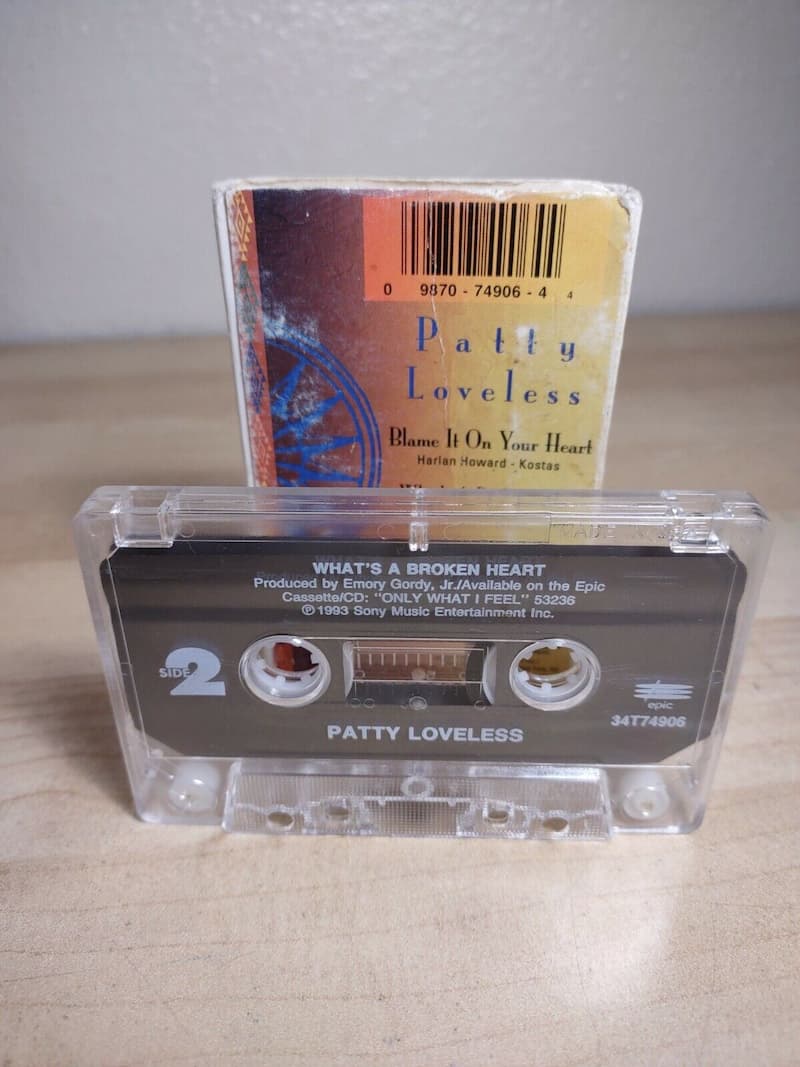 0 9870 - 74906 - 4 4
Patty
Loveless
Blame It On Your Heart
Harlan Howard - Kostas
MADE IN
WHAT'S A BROKEN HEART
Produced by Emory Gordy, Jr./Available on the Epic
Cassette/CD: "ONLY WHAT I FEEL" 53236
℗ 1993 Sony Music Entertainment Inc.
SIDE 2
epic
34T74906
PATTY LOVELESS